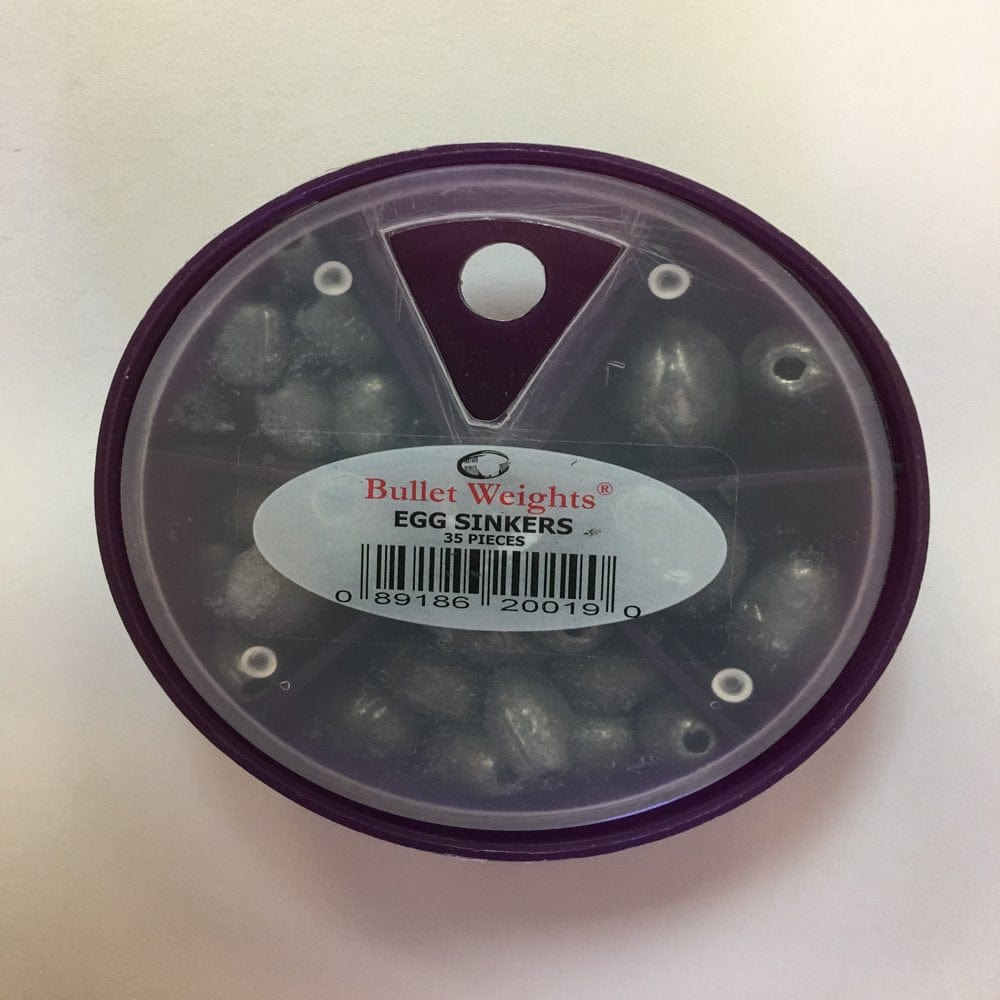 Bullet Weights®
EGG SINKERS
35 PIECES
0 89186 20019 0